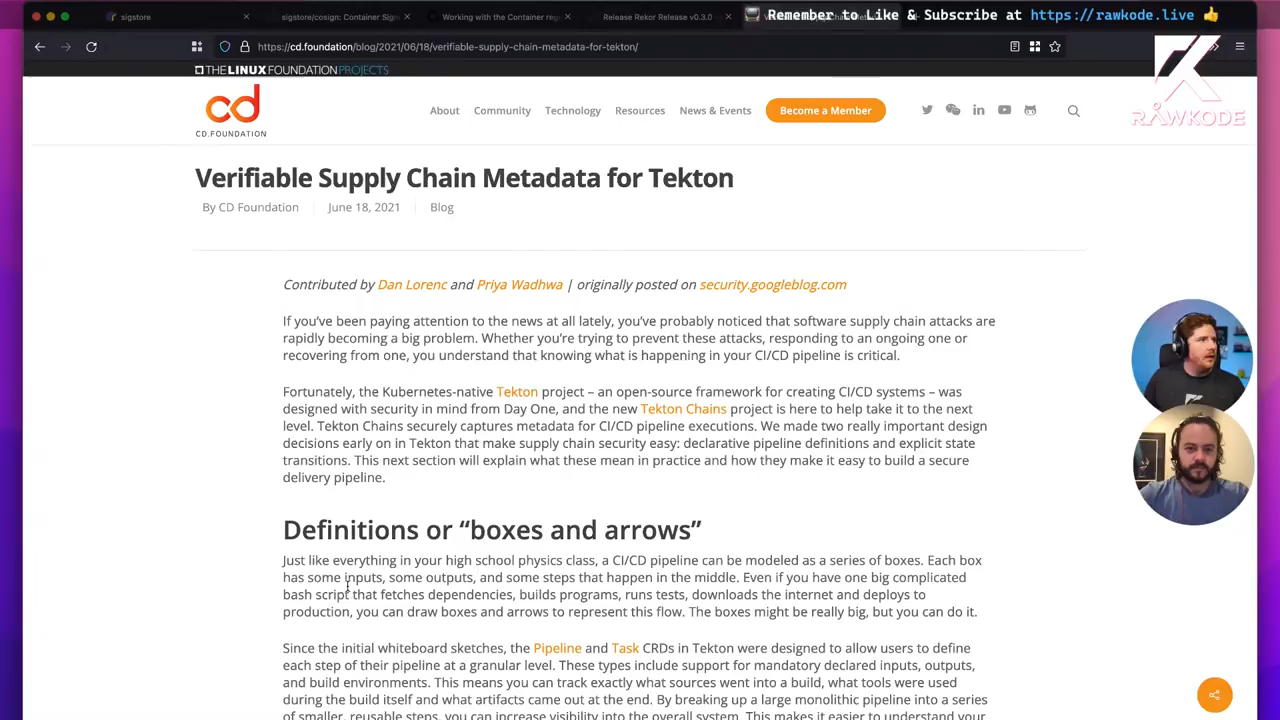 sigstore
sigstore/cosign: Container Sign
Working with the Container reg
Release Rekor Release v0.3.0
Remember to Like & Subscribe at https://rawkode.live 👍
https://cd.foundation/blog/2021/06/18/verifiable-supply-chain-metadata-for-tekton/
THE LINUX FOUNDATION PROJECTS
cd
CD.FOUNDATION
About
Community
Technology
Resources
News & Events
Become a Member
RAWKODE
Verifiable Supply Chain Metadata for Tekton
By CD Foundation
June 18, 2021
Blog
Contributed by Dan Lorenc and Priya Wadhwa | originally posted on security.googleblog.com
If you’ve been paying attention to the news at all lately, you’ve probably noticed that software supply chain attacks are
rapidly becoming a big problem. Whether you’re trying to prevent these attacks, responding to an ongoing one or
recovering from one, you understand that knowing what is happening in your CI/CD pipeline is critical.
Fortunately, the Kubernetes-native Tekton project – an open-source framework for creating CI/CD systems – was
designed with security in mind from Day One, and the new Tekton Chains project is here to help take it to the next
level. Tekton Chains securely captures metadata for CI/CD pipeline executions. We made two really important design
decisions early on in Tekton that make supply chain security easy: declarative pipeline definitions and explicit state
transitions. This next section will explain what these mean in practice and how they make it easy to build a secure
delivery pipeline.
Definitions or “boxes and arrows”
Just like everything in your high school physics class, a CI/CD pipeline can be modeled as a series of boxes. Each box
has some inputs, some outputs, and some steps that happen in the middle. Even if you have one big complicated
bash script that fetches dependencies, builds programs, runs tests, downloads the internet and deploys to
production, you can draw boxes and arrows to represent this flow. The boxes might be really big, but you can do it.
Since the initial whiteboard sketches, the Pipeline and Task CRDs in Tekton were designed to allow users to define
each step of their pipeline at a granular level. These types include support for mandatory declared inputs, outputs,
and build environments. This means you can track exactly what sources went into a build, what tools were used
during the build itself and what artifacts came out at the end. By breaking up a large monolithic pipeline into a series
of smaller, reusable steps, you can increase visibility into the overall system. This makes it easier to understand your